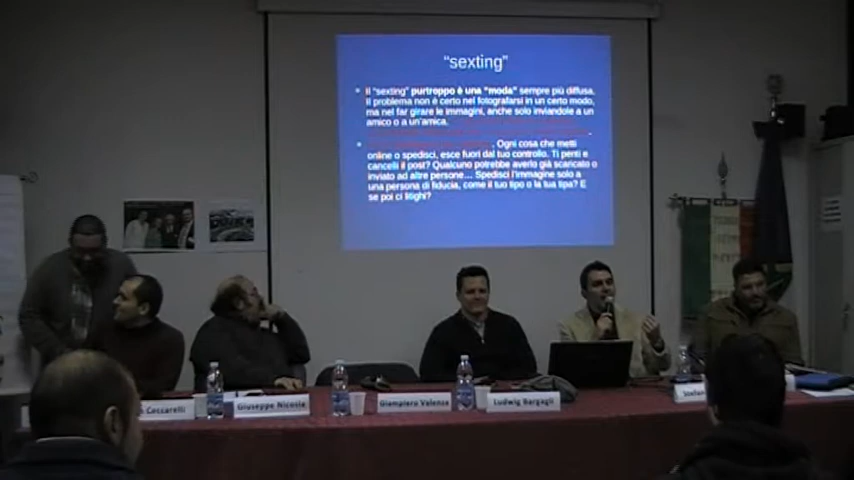 “sexting”
Il “sexting” purtroppo è una “moda” sempre più diffusa.
Il problema non è certo nel fotografarsi in un certo modo,
ma nel far girare le immagini, anche solo inviandole a un
amico o a un’amica.
. Ogni cosa che metti
online o spedisci, esce fuori dal tuo controllo. Ti penti e
cancelli il post? Qualcuno potrebbe averlo già scaricato o
inviato ad altre persone… Spedisci l’immagine solo a
una persona di fiducia, come il tuo tipo o la tua tipa? E
se poi ci litighi?
Ceccarelli
Giuseppe Nicosia
Giampiero Valenza
Ludwig Bargagli